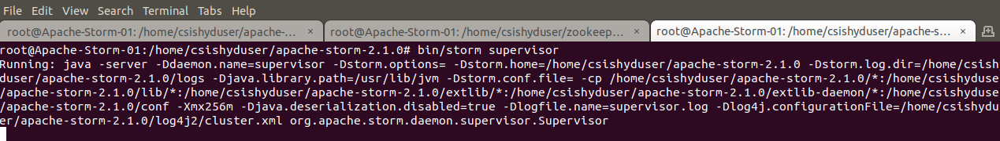 File Edit View Search Terminal Tabs Help
root@Apache-Storm-01: /home/csishyduser/apache-... × root@Apache-Storm-01: /home/csishyduser/zookeep... × root@Apache-Storm-01: /home/csishyduser/apache-s... ×
root@Apache-Storm-01:/home/csishyduser/apache-storm-2.1.0# bin/storm supervisor
Running: java -server -Ddaemon.name=supervisor -Dstorm.options= -Dstorm.home=/home/csishyduser/apache-storm-2.1.0 -Dstorm.log.dir=/home/csishy
duser/apache-storm-2.1.0/logs -Djava.library.path=/usr/lib/jvm -Dstorm.conf.file= -cp /home/csishyduser/apache-storm-2.1.0/*:/home/csishyduser
/apache-storm-2.1.0/lib/*:/home/csishyduser/apache-storm-2.1.0/extlib/*:/home/csishyduser/apache-storm-2.1.0/extlib-daemon/*:/home/csishyduser
/apache-storm-2.1.0/conf -Xmx256m -Djava.deserialization.disabled=true -Dlogfile.name=supervisor.log -Dlog4j.configurationFile=/home/csishydus
er/apache-storm-2.1.0/log4j2/cluster.xml org.apache.storm.daemon.supervisor.Supervisor